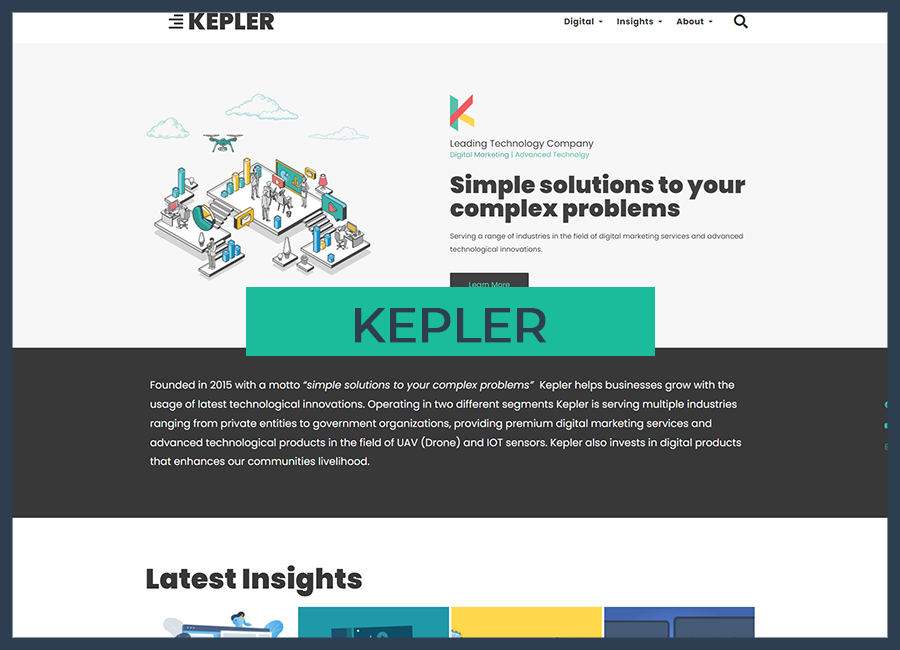 KEPLER
Digital
Insights
About
Leading Technology Company
Digital Marketing | Advanced Technolgy
Simple solutions to your
complex problems
Serving a range of industries in the field of digital marketing services and advanced
technological innovations.
Learn More
KEPLER
Founded in 2015 with a motto “simple solutions to your complex problems” Kepler helps businesses grow with the
usage of latest technological innovations. Operating in two different segments Kepler is serving multiple industries
ranging from private entities to government organizations, providing premium digital marketing services and
advanced technological products in the field of UAV (Drone) and IOT sensors. Kepler also invests in digital products
that enhances our communities livelihood.
Latest Insights